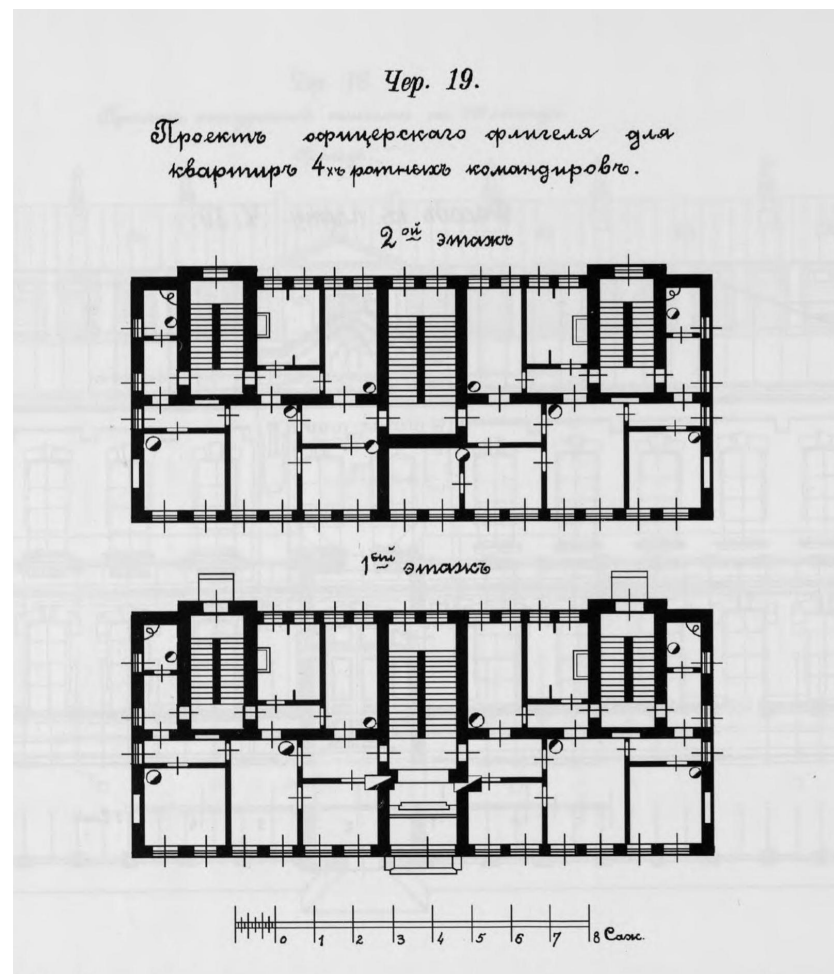 Чер. 19.
Проектъ офицерскаго флигеля для
квартиръ 4хъ ротныхъ командировъ.
2ой этажъ
1ый этажъ
0 1 2 3 4 5 6 7 8 Саж.